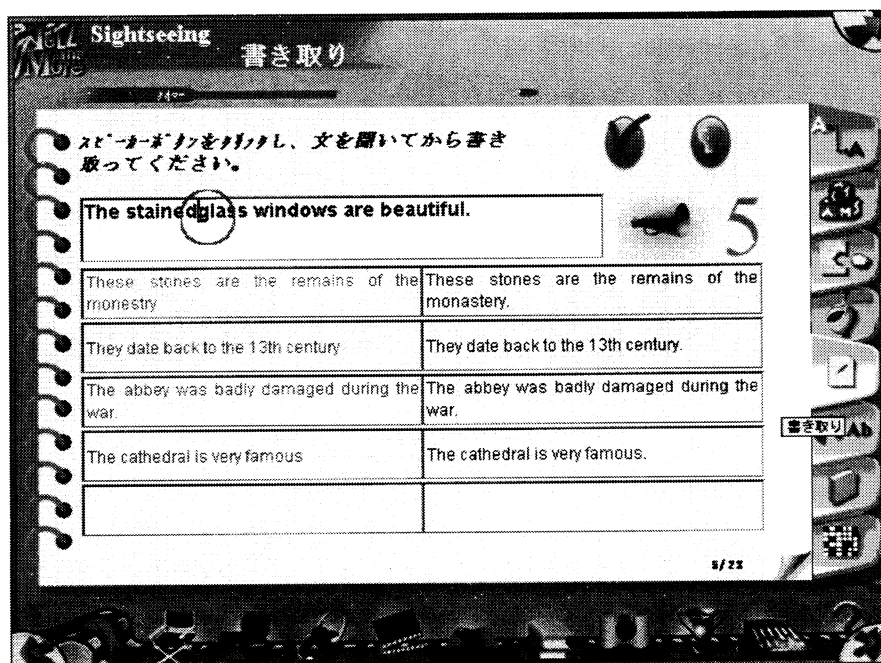 Sightseeing
書き取り
タイマー
スピーカーボタンをクリックし、文を聞いてから書き
取ってください。
The stainedglass windows are beautiful.
5
These stones are the remains of the
monestry
These stones are the remains of the
monastery.
They date back to the 13th century
They date back to the 13th century.
The abbey was badly damaged during the
war.
The abbey was badly damaged during the
war.
The cathedral is very famous
The cathedral is very famous.
書き取り
Ab